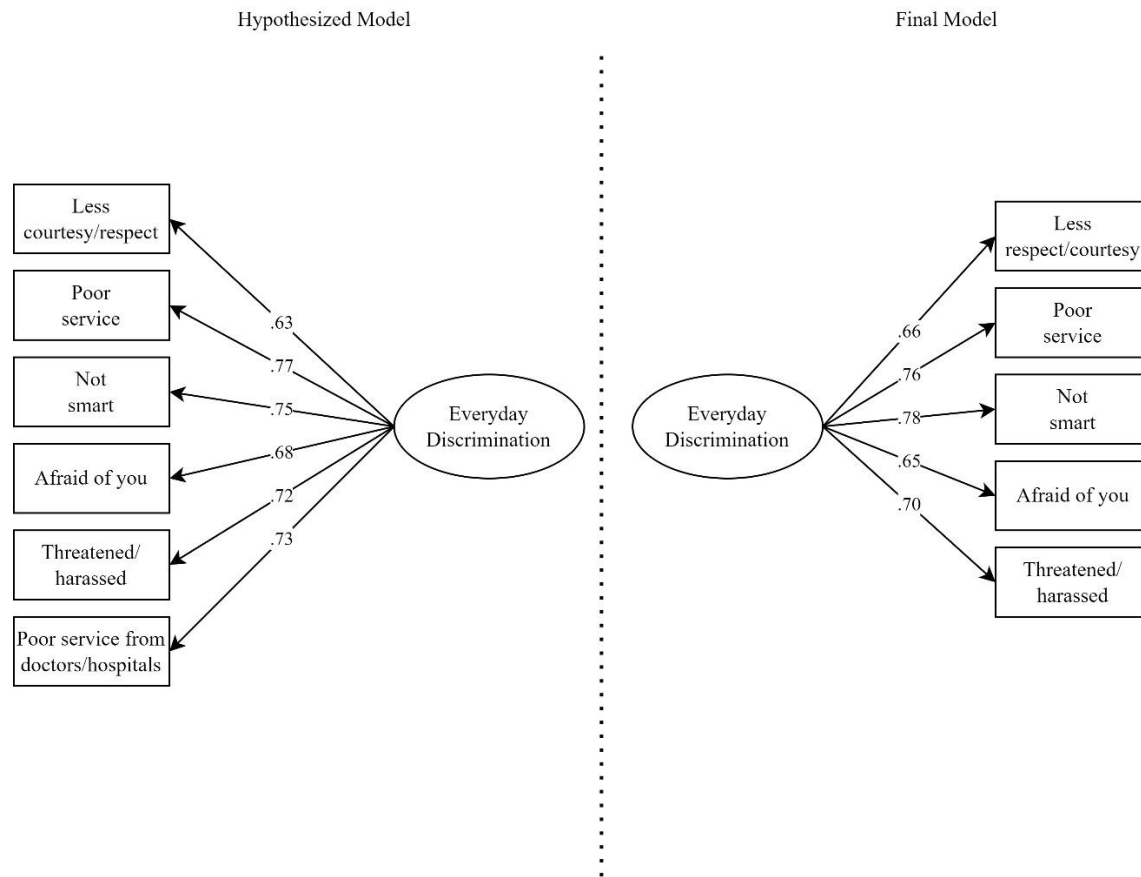 Hypothesized Model
Less
courtesy/respect
Poor
service
Not
smart
Afraid of you
Threatened/
harassed
Poor service from
doctors/hospitals
.63
.77
.75
.68
.72
.73
Everyday
Discrimination
Final Model
Everyday
Discrimination
.66
.76
.78
.65
.70
Less
respect/courtesy
Poor
service
Not
smart
Afraid of you
Threatened/
harassed